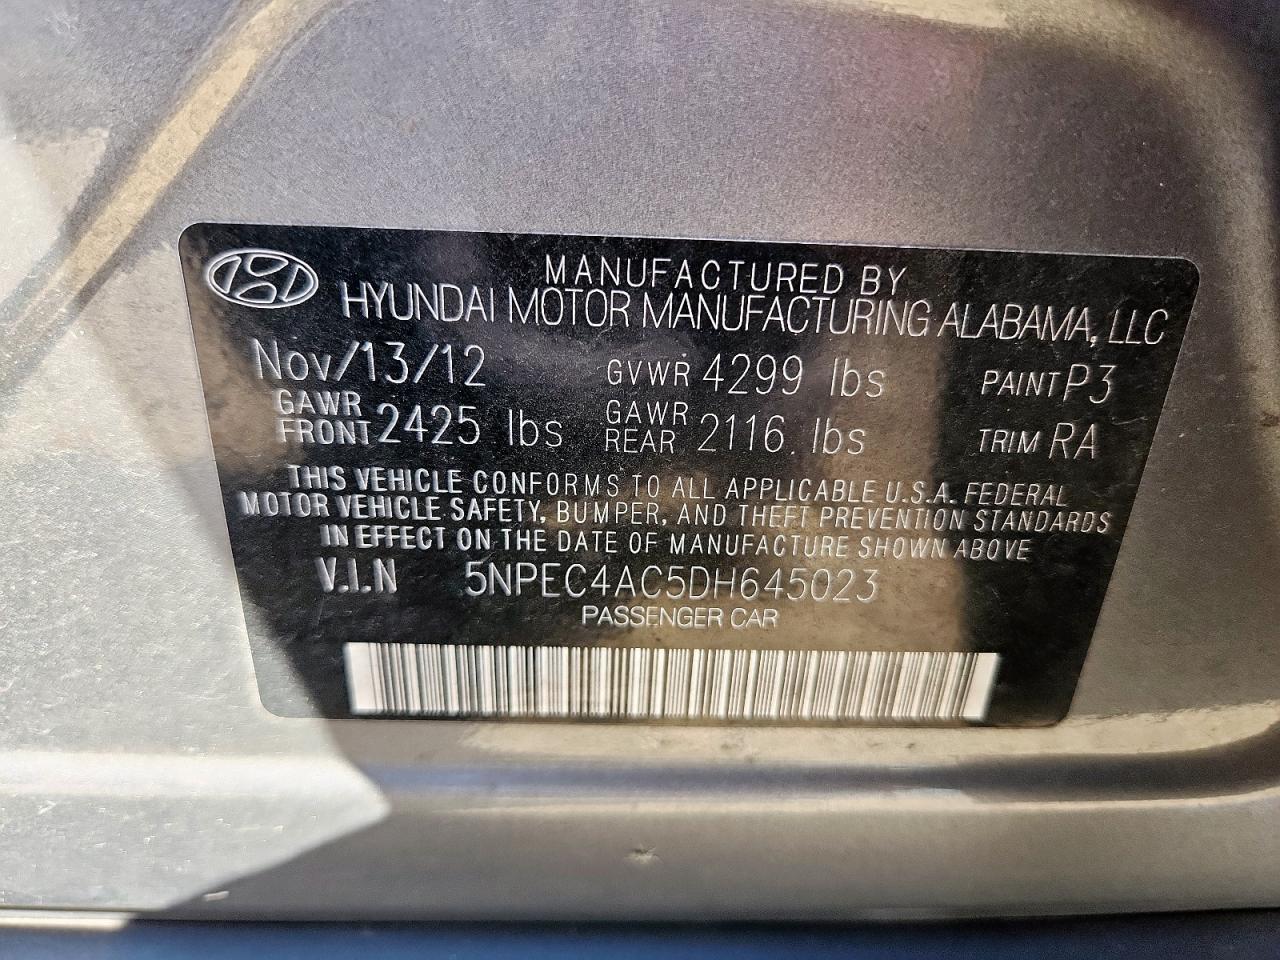 MANUFACTURED BY
HYUNDAI MOTOR MANUFACTURING ALABAMA, LLC
Nov/13/12 GVWR 4299 lbs PAINT P3
GAWR FRONT 2425 lbs GAWR REAR 2116 lbs TRIM RA
THIS VEHICLE CONFORMS TO ALL APPLICABLE U.S.A. FEDERAL
MOTOR VEHICLE SAFETY, BUMPER, AND THEFT PREVENTION STANDARDS
IN EFFECT ON THE DATE OF MANUFACTURE SHOWN ABOVE
V.I.N 5NPEC4AC5DH645023
PASSENGER CAR